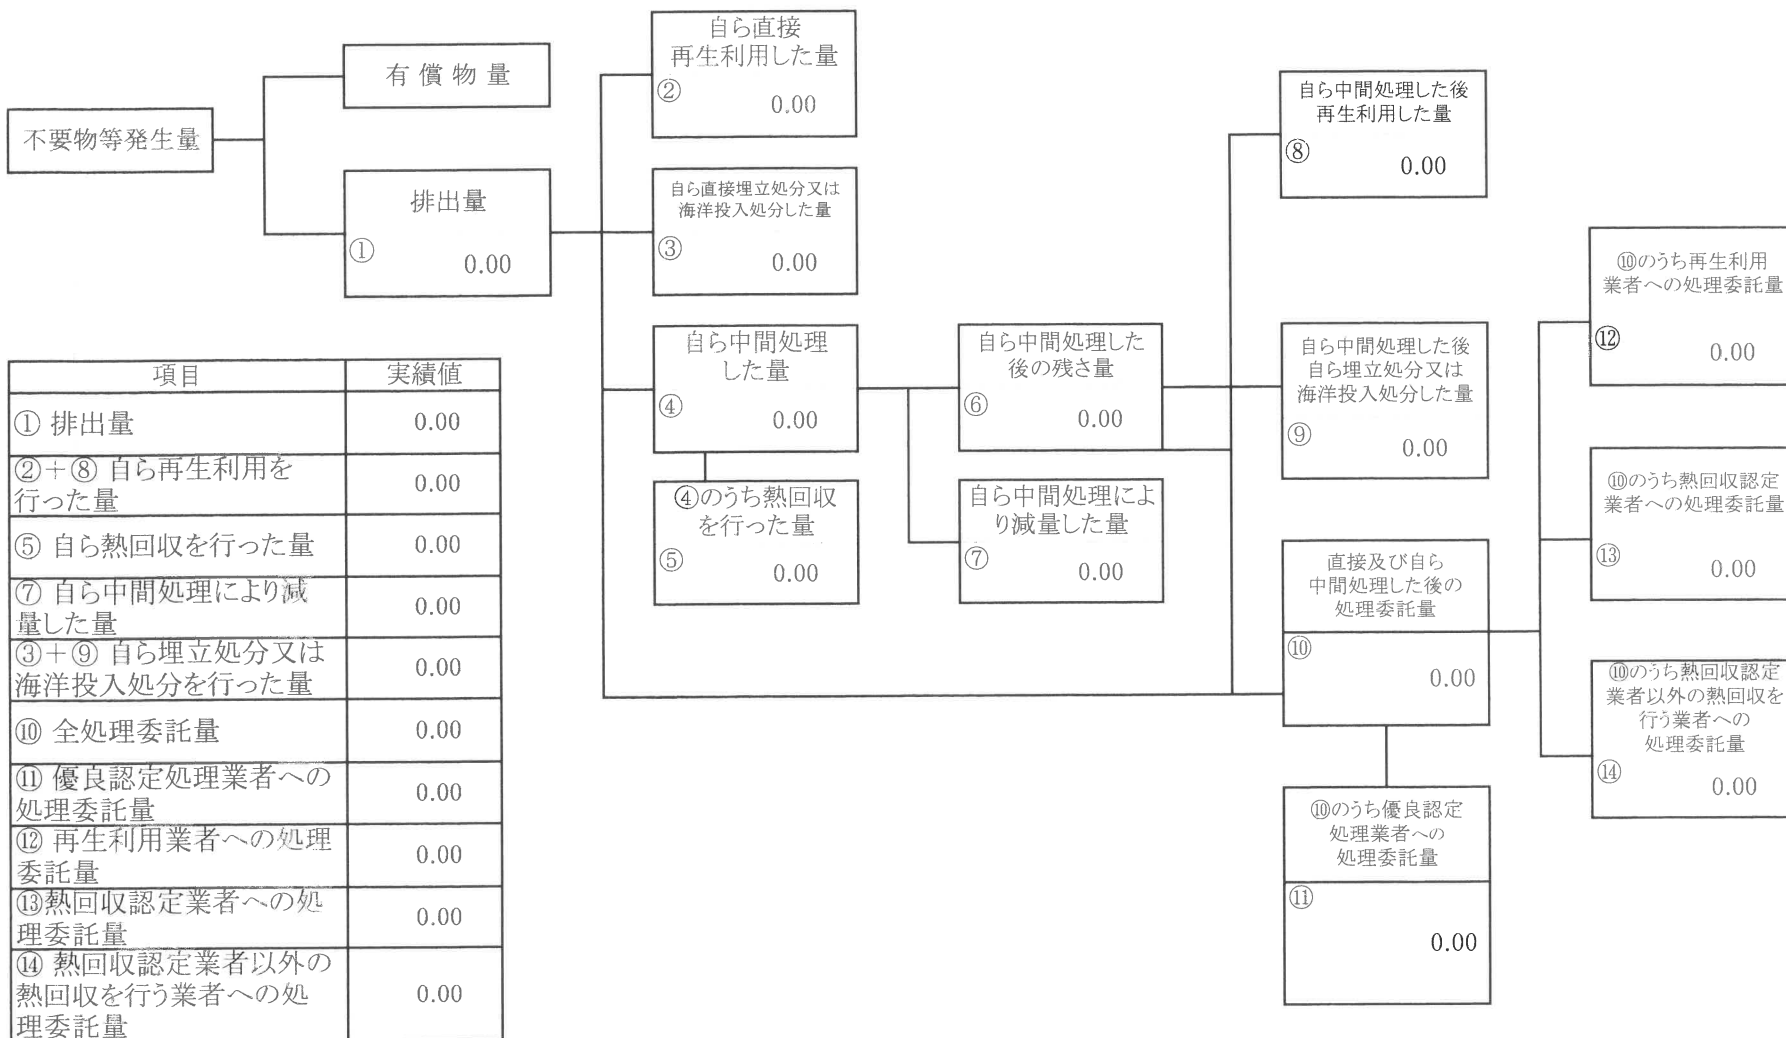 不要物等発生量
有償物量
排出量
①
0.00
自ら直接
再生利用した量
②
0.00
自ら直接埋立処分又は
海洋投入処分した量
③
0.00
自ら中間処理
した量
④
0.00
④のうち熱回収
を行った量
⑤
0.00
自ら中間処理した
後の残さ量
⑥
0.00
自ら中間処理によ
り減量した量
⑦
0.00
自ら中間処理した後
再生利用した量
⑧
0.00
自ら中間処理した後
自ら埋立処分又は
海洋投入処分した量
⑨
0.00
直接及び自ら
中間処理した後の
処理委託量
⑩
0.00
⑩のうち優良認定
処理業者への
処理委託量
⑪
0.00
⑩のうち再生利用
業者への処理委託量
⑫
0.00
⑩のうち熱回収認定
業者への処理委託量
⑬
0.00
⑩のうち熱回収認定
業者以外の熱回収を
行う業者への
処理委託量
⑭
0.00
項目 実績値
① 排出量 0.00
②+⑧ 自ら再生利用を
行った量 0.00
⑤ 自ら熱回収を行った量 0.00
⑦ 自ら中間処理により減
量した量 0.00
③+⑨ 自ら埋立処分又は
海洋投入処分を行った量 0.00
⑩ 全処理委託量 0.00
⑪ 優良認定処理業者への
処理委託量 0.00
⑫ 再生利用業者への処理
委託量 0.00
⑬熱回収認定業者への処
理委託量 0.00
⑭ 熱回収認定業者以外の
熱回収を行う業者への処
理委託量 0.00